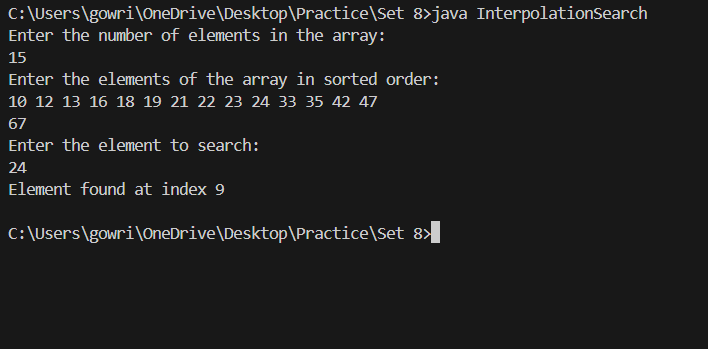 C:\Users\gowri\OneDrive\Desktop\Practice\Set 8>java InterpolationSearch
Enter the number of elements in the array:
15
Enter the elements of the array in sorted order:
10 12 13 16 18 19 21 22 23 24 33 35 42 47
67
Enter the element to search:
24
Element found at index 9
C:\Users\gowri\OneDrive\Desktop\Practice\Set 8>